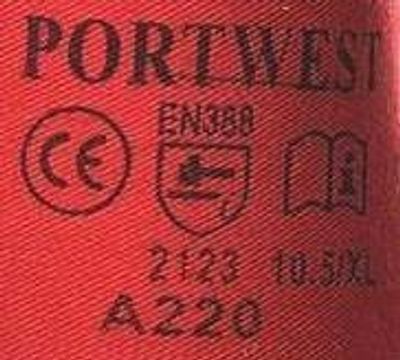 PORTWEST
EN388
CE
i
2123 10.5/XL
A220